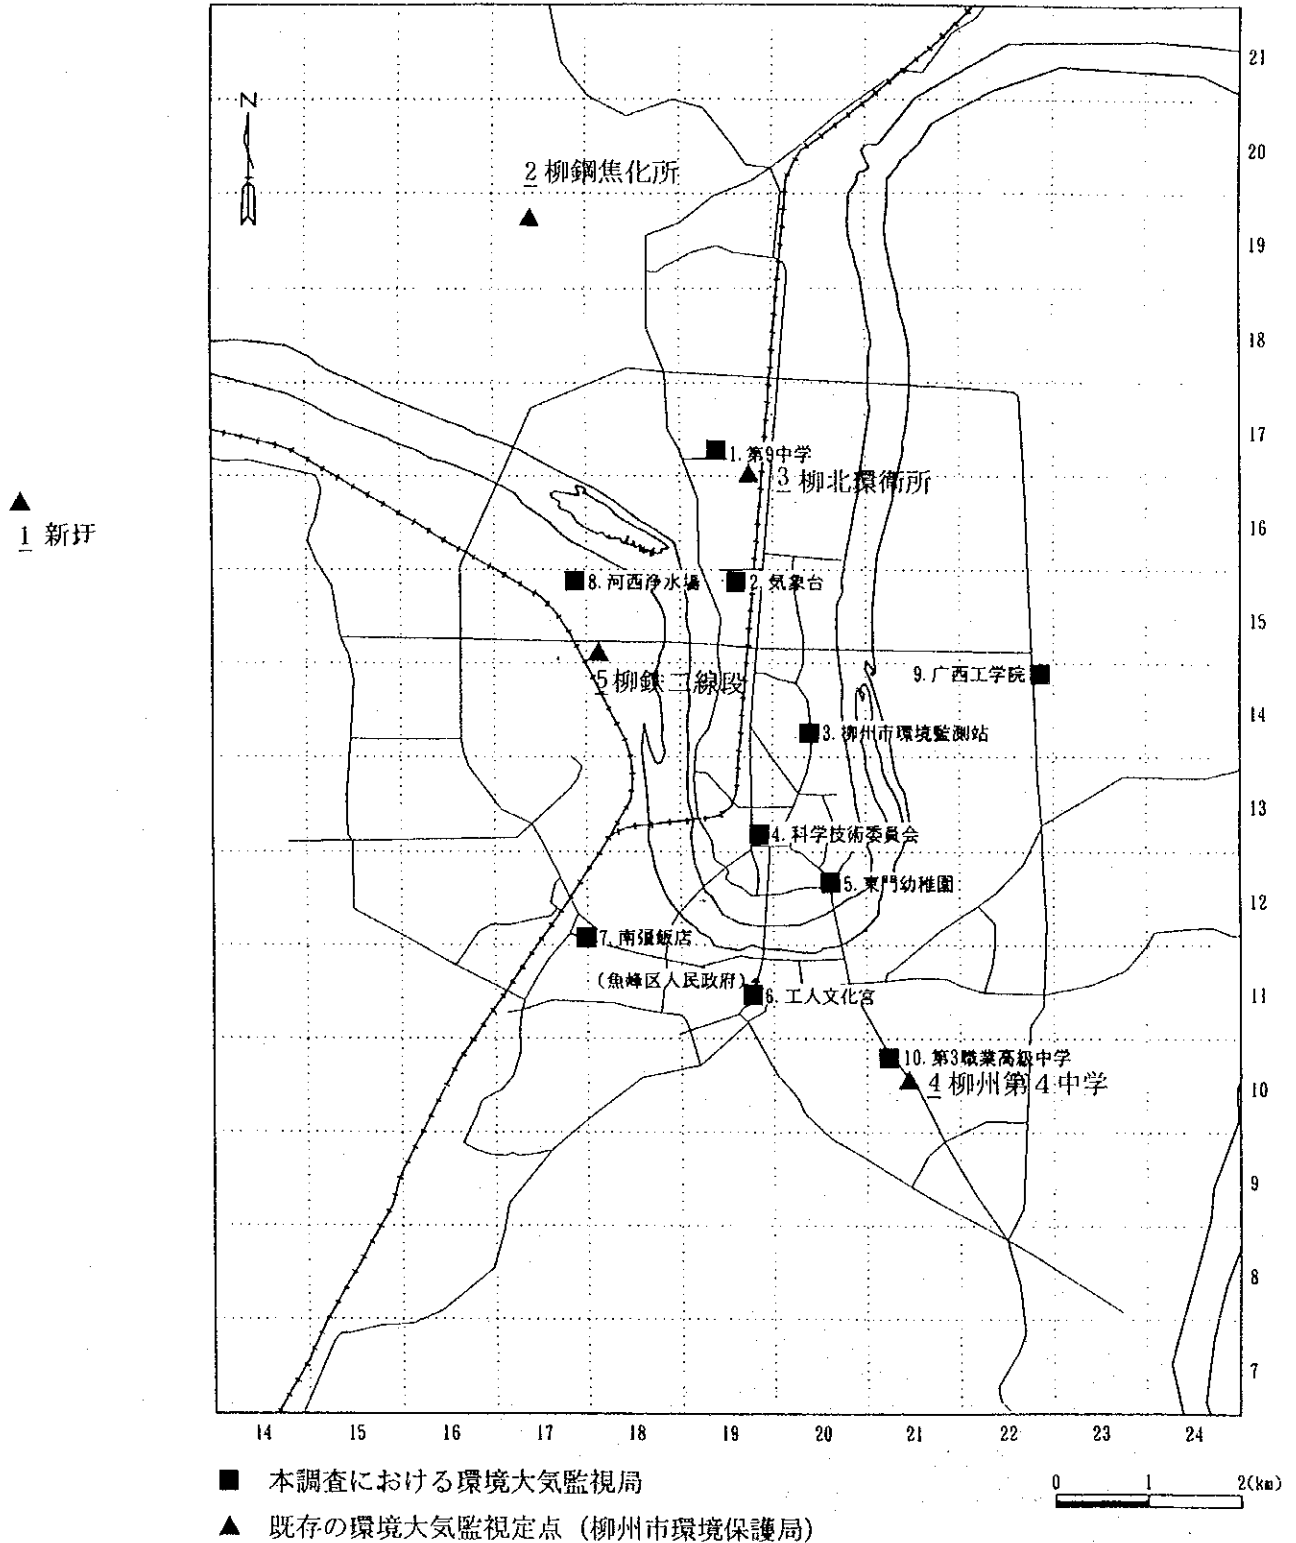 21
N
20
2 柳鋼焦化所
19
18
17
1. 第9中学
3 柳北環衛所
1 新圩
16
8. 河西浄水場
2. 気象台
15
9. 广西工学院
5 柳鉄二線段
14
3. 柳州市環境監測站
13
4. 科学技術委員会
5. 東門幼稚園
12
7. 南疆飯店
(魚峰区人民政府)
6. 工人文化宮
11
10. 第3職業高級中学
4 柳州第4中学
10
9
8
7
14 15 16 17 18 19 20 21 22 23 24
■ 本調査における環境大気監視局
0 1 2(km)
▲ 既存の環境大気監視定点 (柳州市環境保護局)